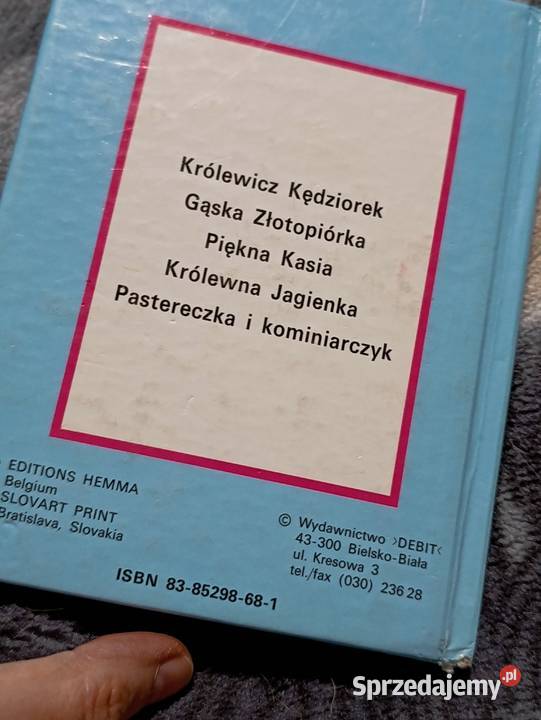 Królewicz Kędziorek
Gąska Złotopiórka
Piękna Kasia
Królewna Jagienka
Pastereczka i kominiarczyk
EDITIONS HEMMA
Belgium
SLOVART PRINT
Bratislava, Slovakia
© Wydawnictwo ›DEBIT‹
43-300 Bielsko-Biała
ul. Kresowa 3
tel./fax (030) 236 28
ISBN 83-85298-68-1
Sprzedajemy.pl